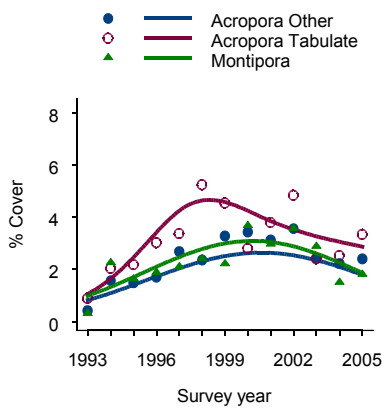 Acropora Other
Acropora Tabulate
Montipora
8
6
4
2
0
% Cover
1993 1996 1999 2002 2005
Survey year